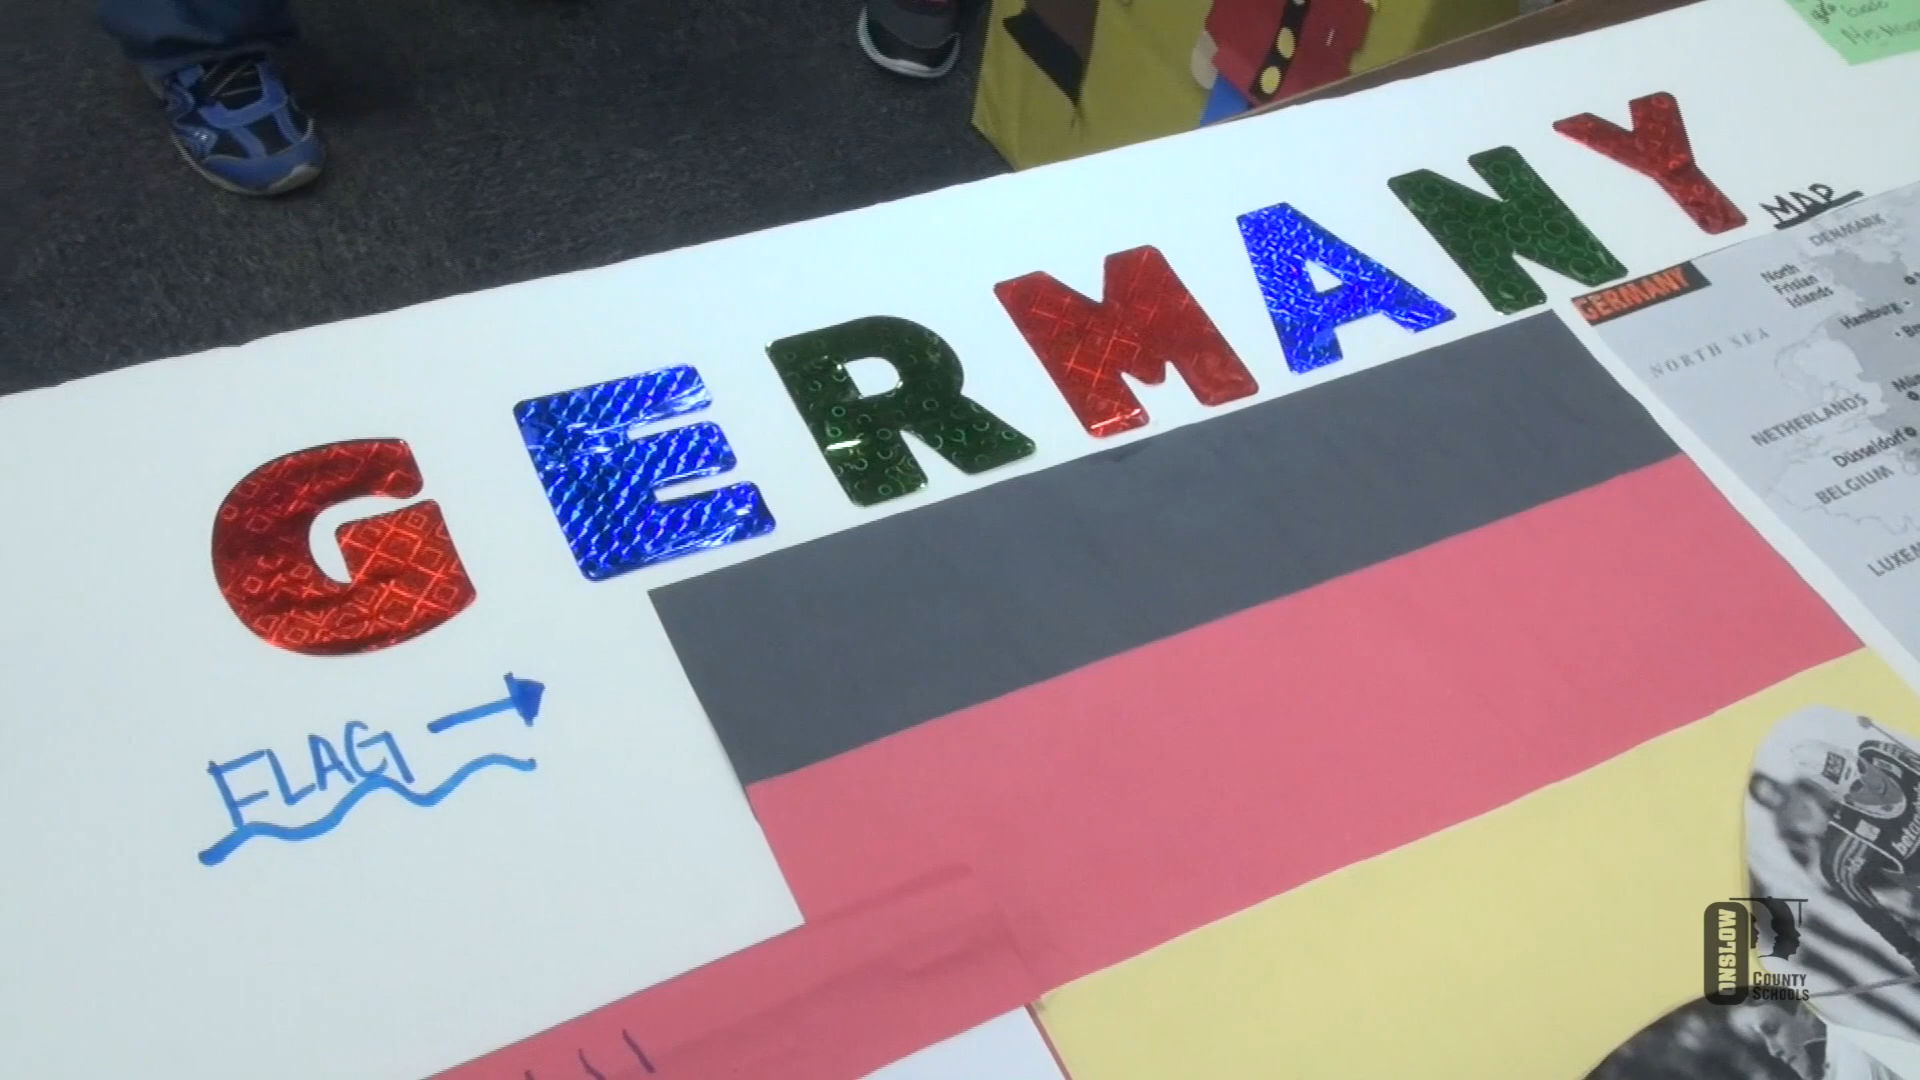 GERMANY
FLAG
MAP
GERMANY
DENMARK
North
Frisian
Islands
Hamburg
NORTH SEA
NETHERLANDS
Düsseldorf
BELGIUM
ONSLOW
COUNTY
SCHOOLS